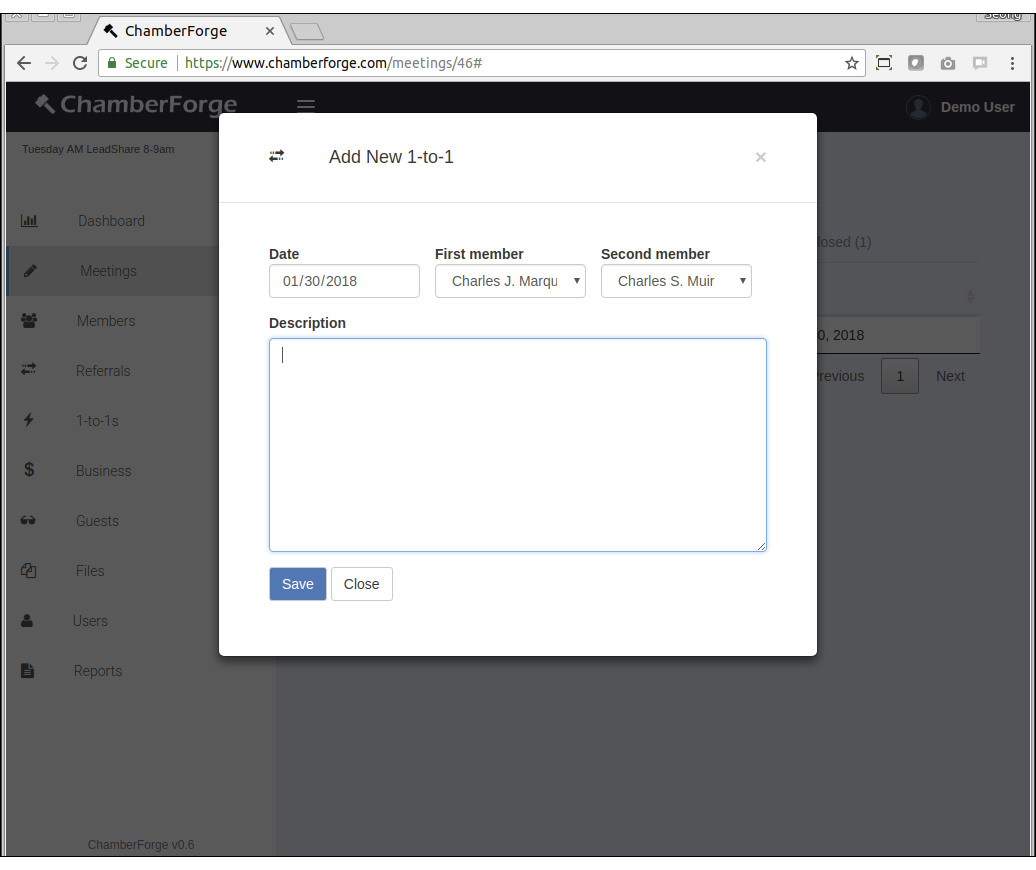 Seong
ChamberForge
Secure
https://www.chamberforge.com/meetings/46#
ChamberForge
Demo User
Tuesday AM LeadShare 8-9am
Dashboard
Meetings
Members
Referrals
1-to-1s
$ Business
Guests
Files
Users
Reports
ChamberForge v0.6
Add New 1-to-1
×
Date
First member
Second member
01/30/2018
Charles J. Marqu
Charles S. Muir
Description
Save
Close
losed (1)
0, 2018
revious
1
Next